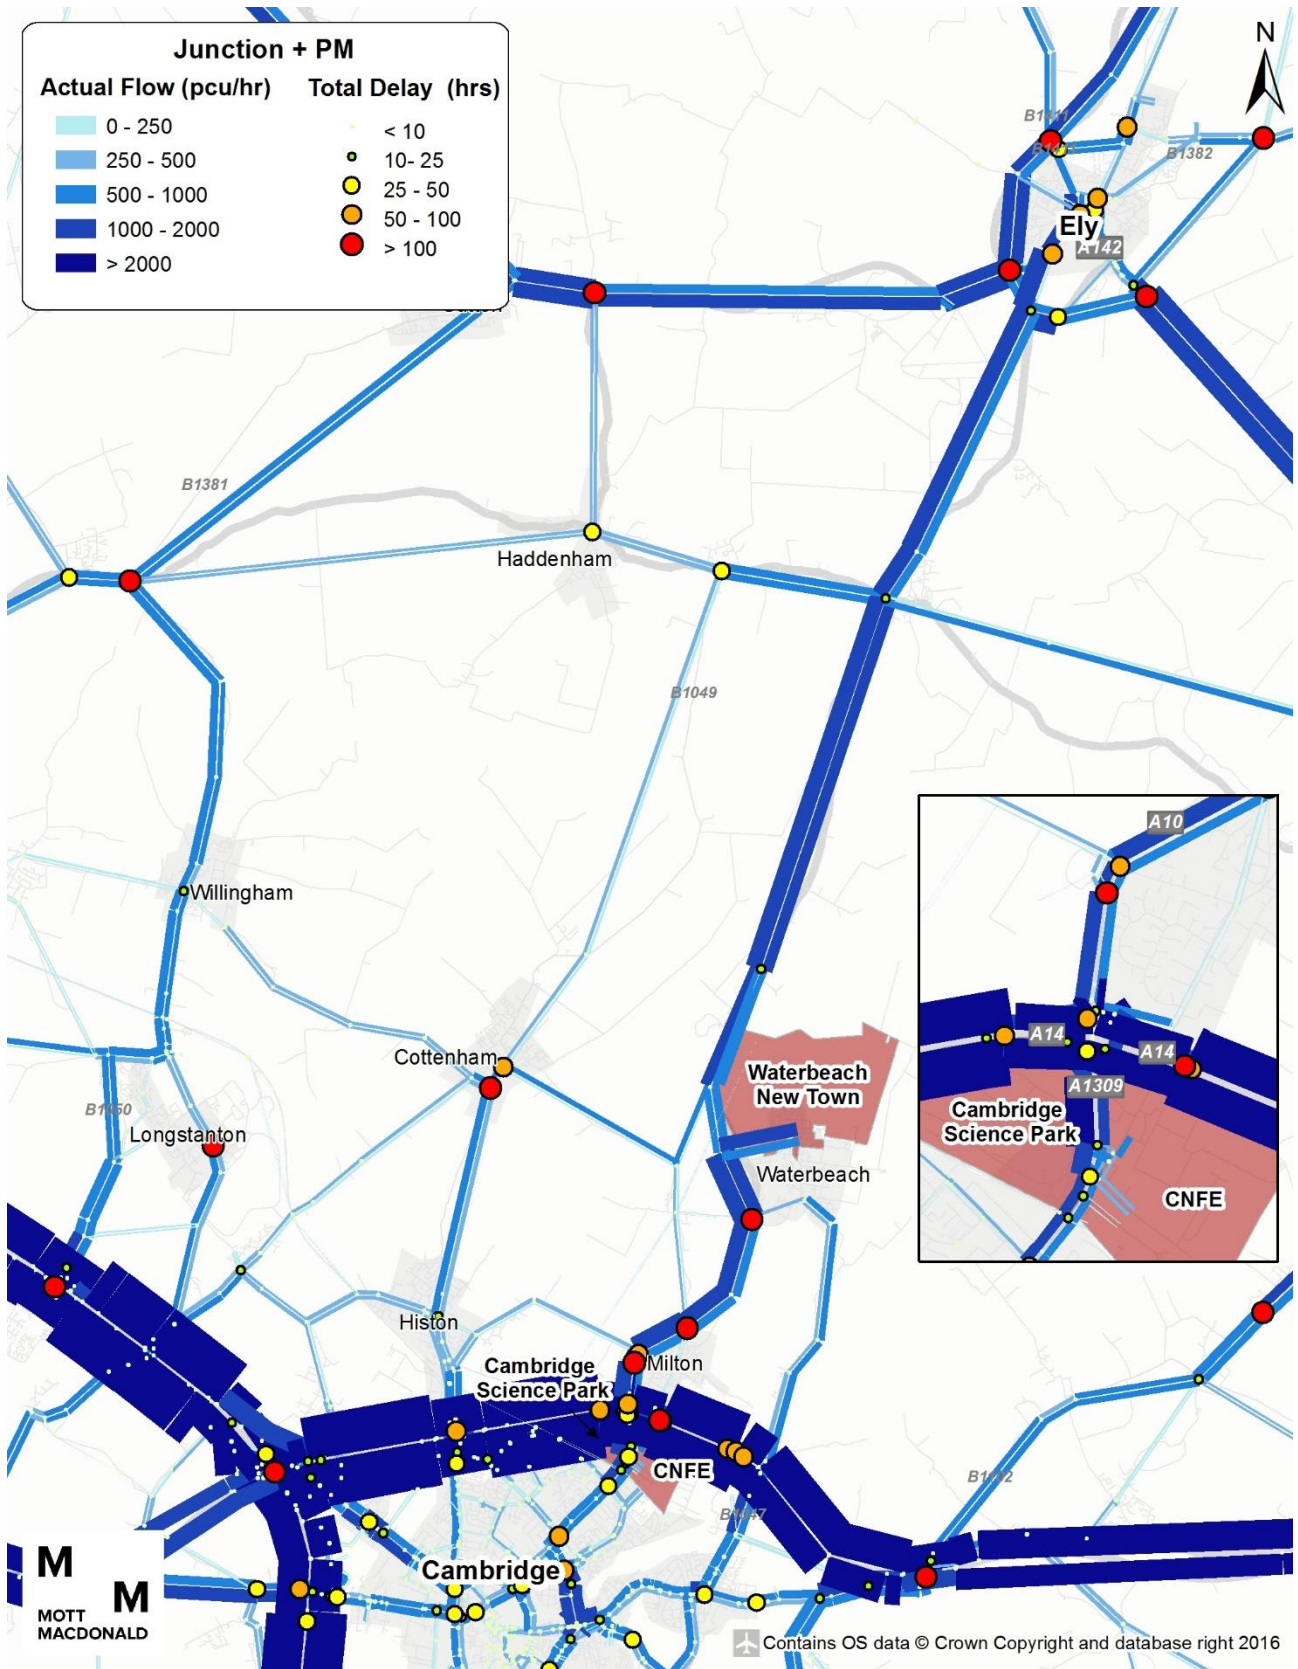 Junction + PM
Actual Flow (pcu/hr)
0 - 250
250 - 500
500 - 1000
1000 - 2000
> 2000
Total Delay (hrs)
< 10
10- 25
25 - 50
50 - 100
> 100
N
B1411
B1382
Ely
A142
B1381
Haddenham
B1049
Willingham
A10
Cottenham
Waterbeach
New Town
A14
A14
A1309
Cambridge
Science Park
CNFE
Longstanton
Waterbeach
Histon
Cambridge
Science Park
Milton
CNFE
B1047
Cambridge
M
M
MOTT
MACDONALD
Contains OS data © Crown Copyright and database right 2016